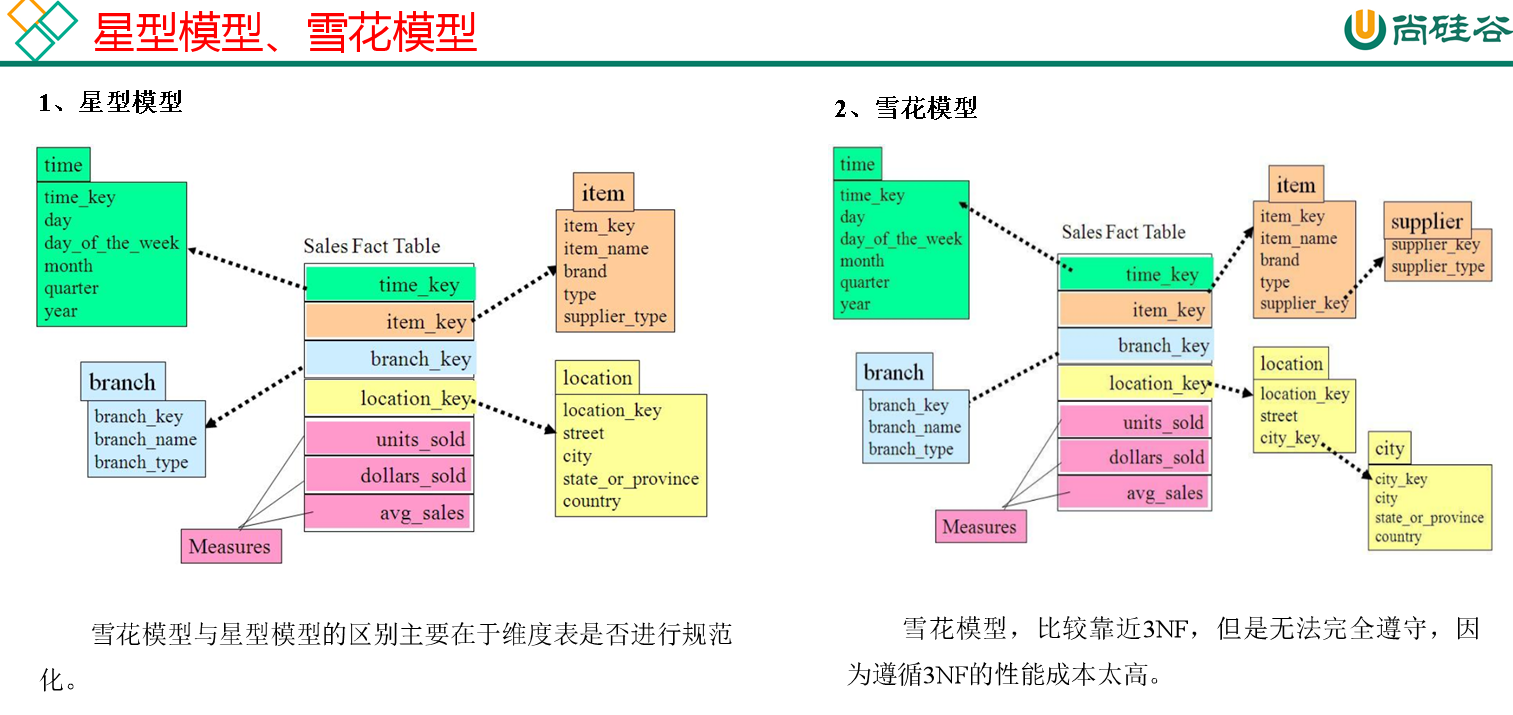 星型模型、雪花模型
尚硅谷
1、星型模型
time
time_key
day
day_of_the_week
month
quarter
year
branch
branch_key
branch_name
branch_type
Sales Fact Table
time_key
item_key
branch_key
location_key
units_sold
dollars_sold
avg_sales
Measures
item
item_key
item_name
brand
type
supplier_type
location
location_key
street
city
state_or_province
country
雪花模型与星型模型的区别主要在于维度表是否进行规范
化。
2、雪花模型
time
time_key
day
day_of_the_week
month
quarter
year
branch
branch_key
branch_name
branch_type
Sales Fact Table
time_key
item_key
branch_key
location_key
units_sold
dollars_sold
avg_sales
Measures
item
item_key
item_name
brand
type
supplier_key
supplier
supplier_key
supplier_type
location
location_key
street
city_key
city
city_key
city
state_or_province
country
雪花模型，比较靠近3NF，但是无法完全遵守，因
为遵循3NF的性能成本太高。